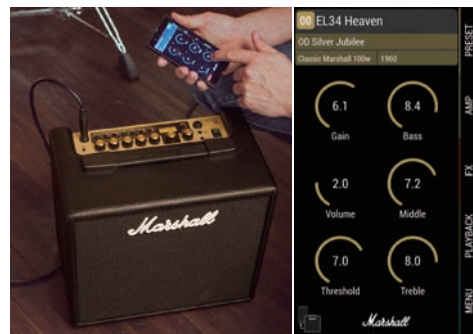 Marshall
00 EL34 Heaven
OD Silver Jubilee
Classic Marshall 100w 1960
6.1
8.4
Gain
Bass
2.0
7.2
Volume
Middle
7.0
8.0
Threshold
Treble
Marshall
PRESET
AMP
FX
PLAYBACK
MENU